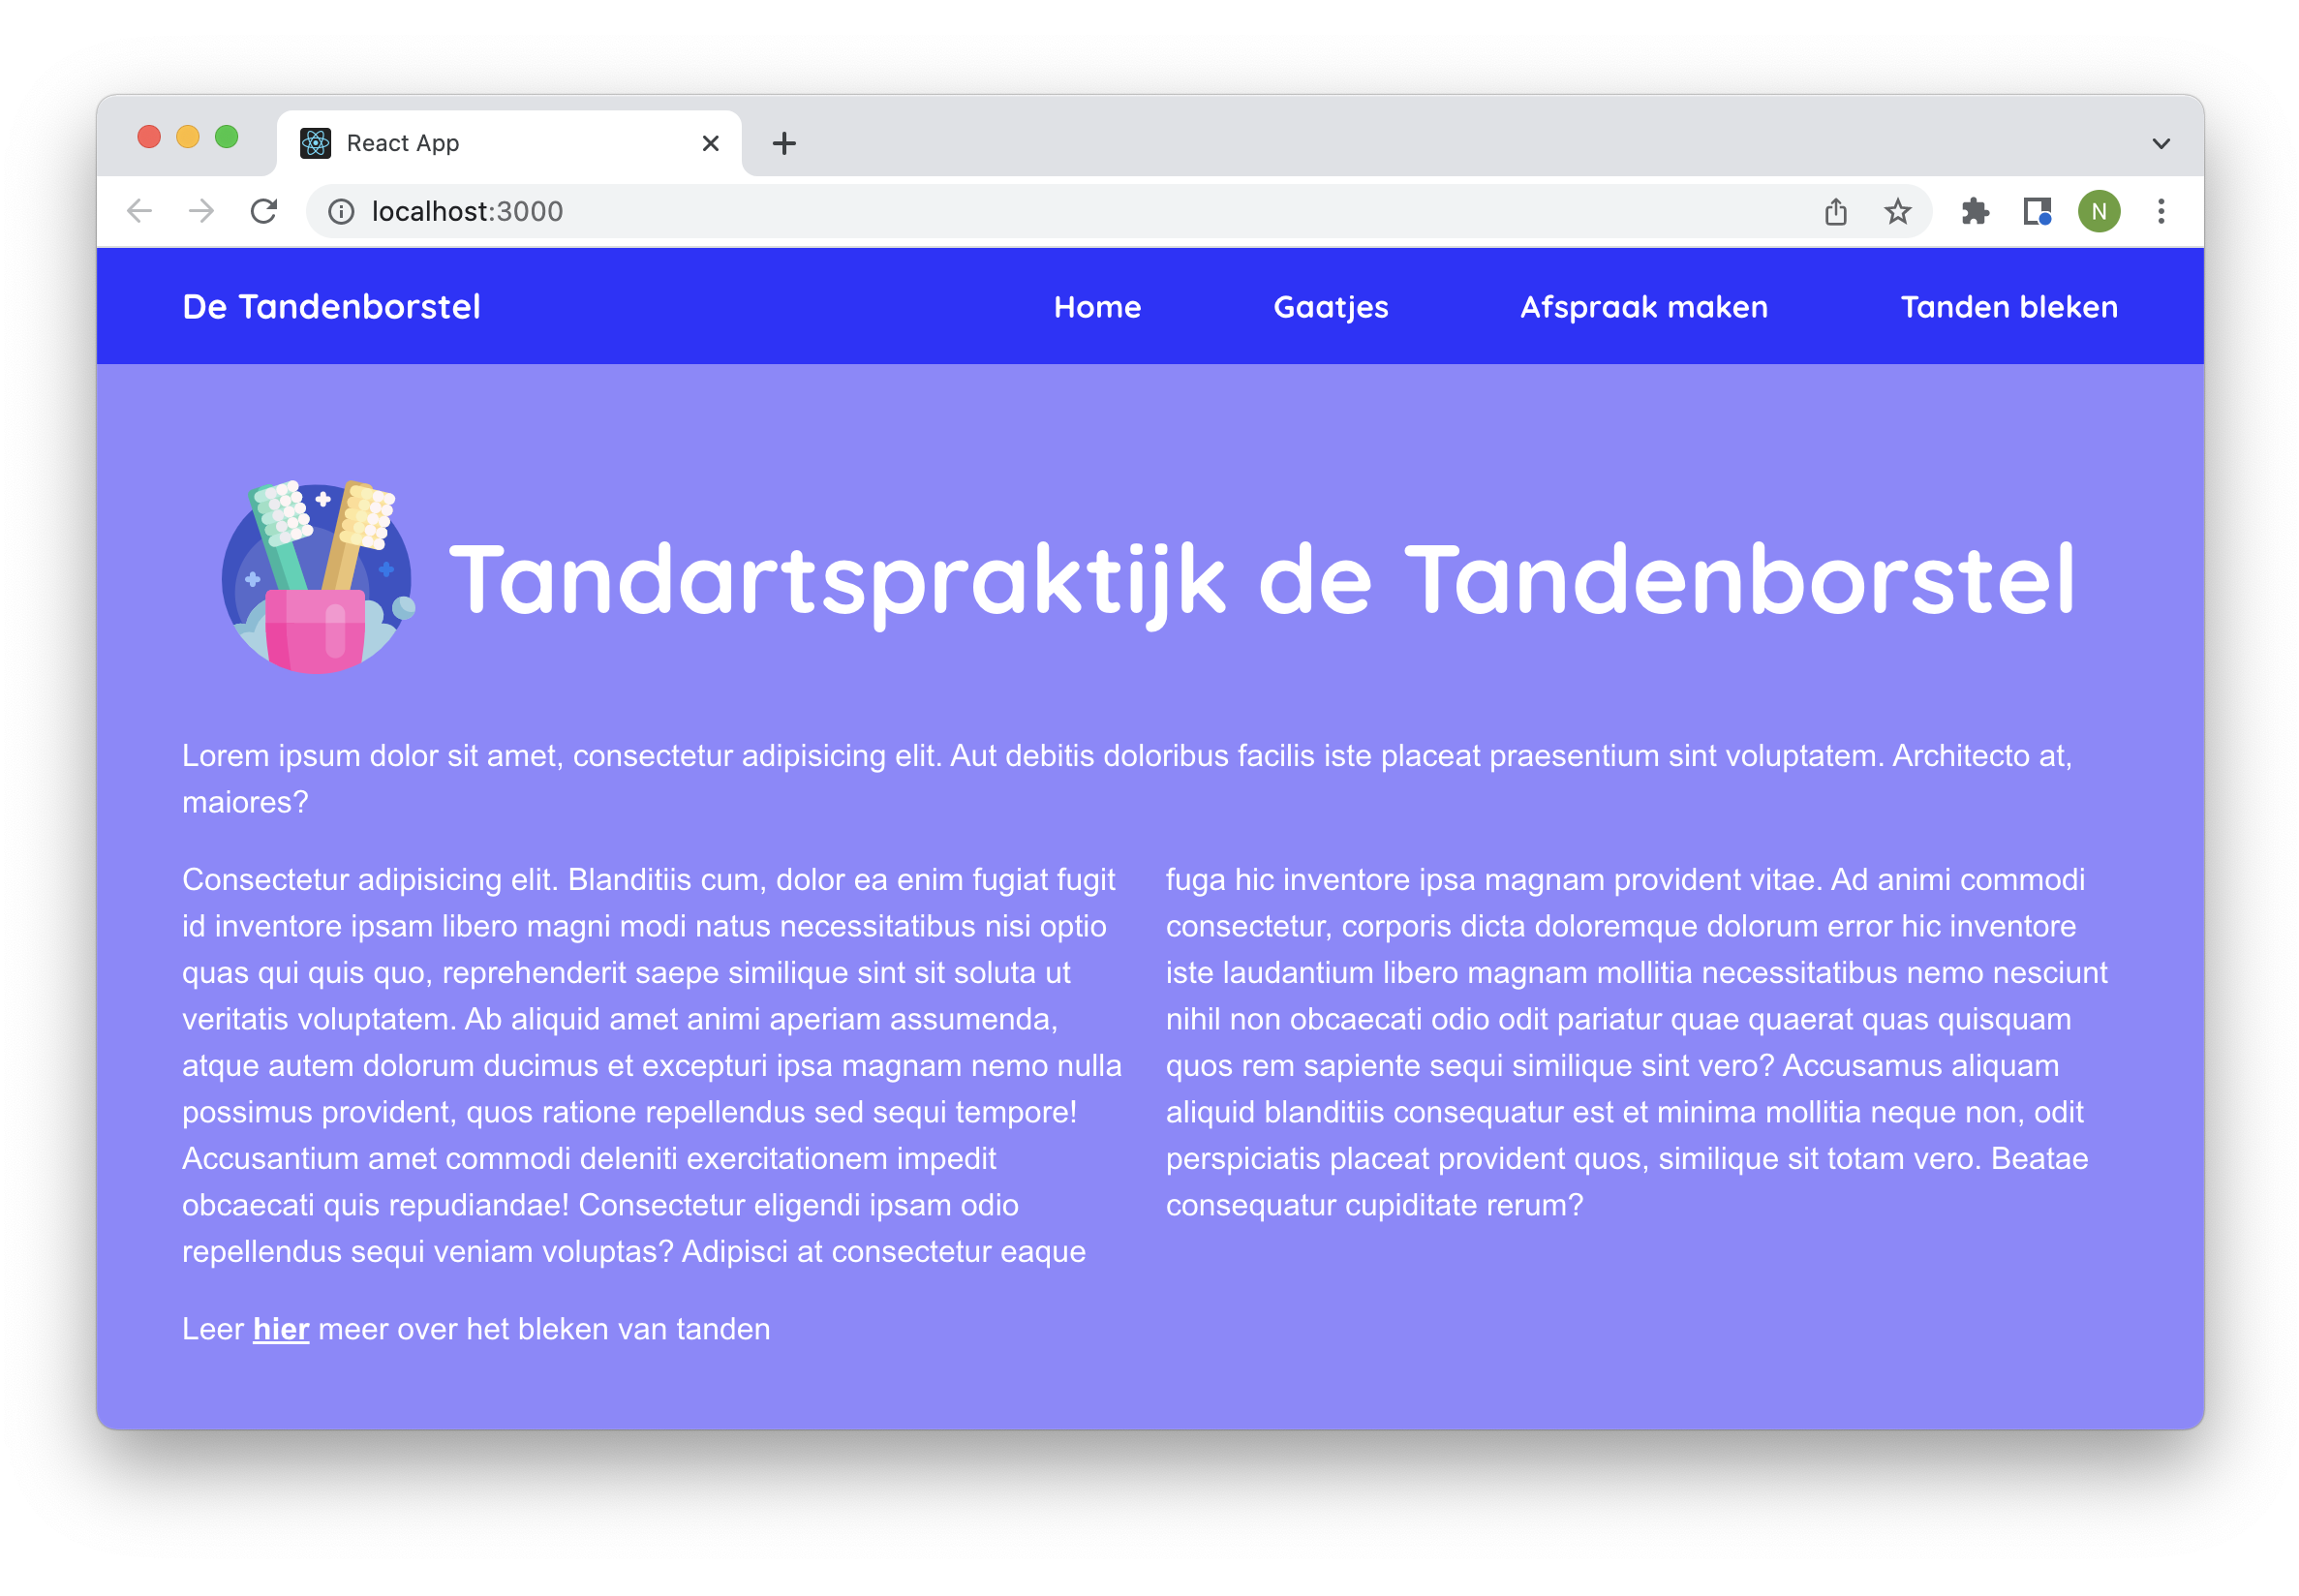 React App
localhost:3000
N
De Tandenborstel
Home
Gaatjes
Afspraak maken
Tanden bleken
Tandartspraktijk de Tandenborstel
Lorem ipsum dolor sit amet, consectetur adipisicing elit. Aut debitis doloribus facilis iste placeat praesentium sint voluptatem. Architecto at,
maiores?
Consectetur adipisicing elit. Blanditiis cum, dolor ea enim fugiat fugit
id inventore ipsam libero magni modi natus necessitatibus nisi optio
quas qui quis quo, reprehenderit saepe similique sint sit soluta ut
veritatis voluptatem. Ab aliquid amet animi aperiam assumenda,
atque autem dolorum ducimus et excepturi ipsa magnam nemo nulla
possimus provident, quos ratione repellendus sed sequi tempore!
Accusantium amet commodi deleniti exercitationem impedit
obcaecati quis repudiandae! Consectetur eligendi ipsam odio
repellendus sequi veniam voluptas? Adipisci at consectetur eaque
fuga hic inventore ipsa magnam provident vitae. Ad animi commodi
consectetur, corporis dicta doloremque dolorum error hic inventore
iste laudantium libero magnam mollitia necessitatibus nemo nesciunt
nihil non obcaecati odio odit pariatur quae quaerat quas quisquam
quos rem sapiente sequi similique sint vero? Accusamus aliquam
aliquid blanditiis consequatur est et minima mollitia neque non, odit
perspiciatis placeat provident quos, similique sit totam vero. Beatae
consequatur cupiditate rerum?
Leer hier meer over het bleken van tanden